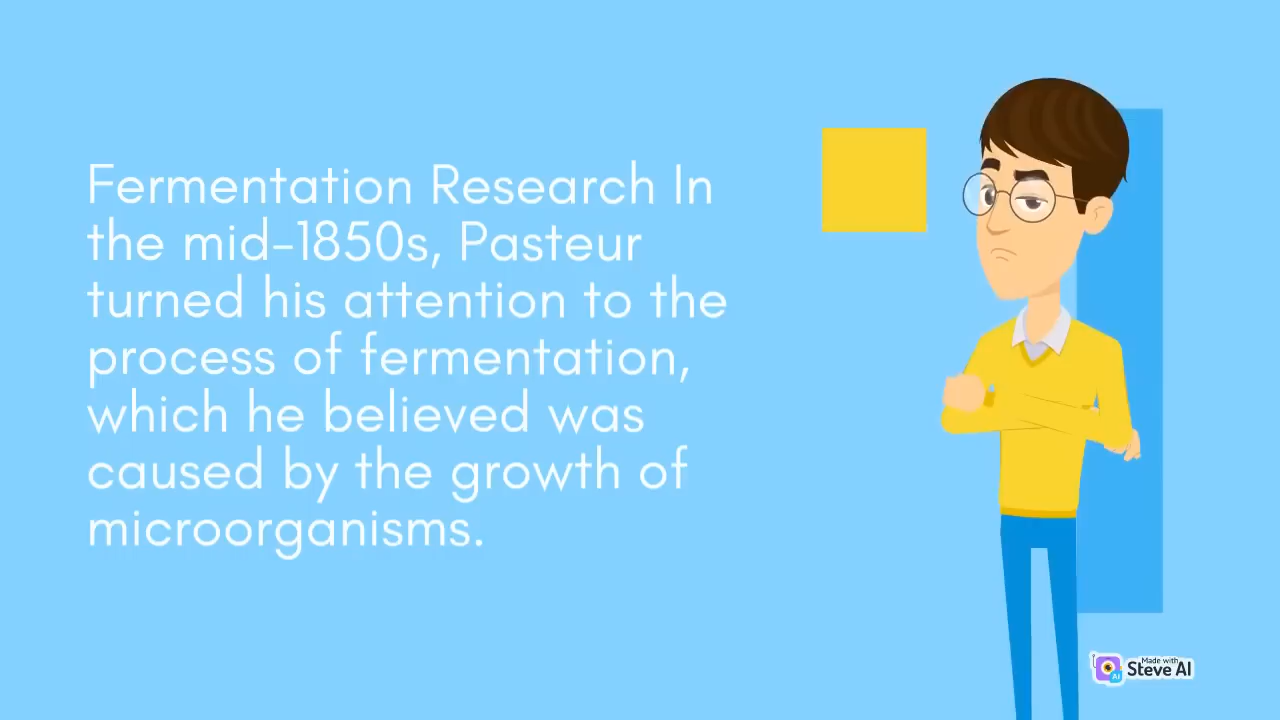 Fermentation Research In
the mid-1850s, Pasteur
turned his attention to the
process of fermentation,
which he believed was
caused by the growth of
microorganisms.
Made with
Steve AI
AI